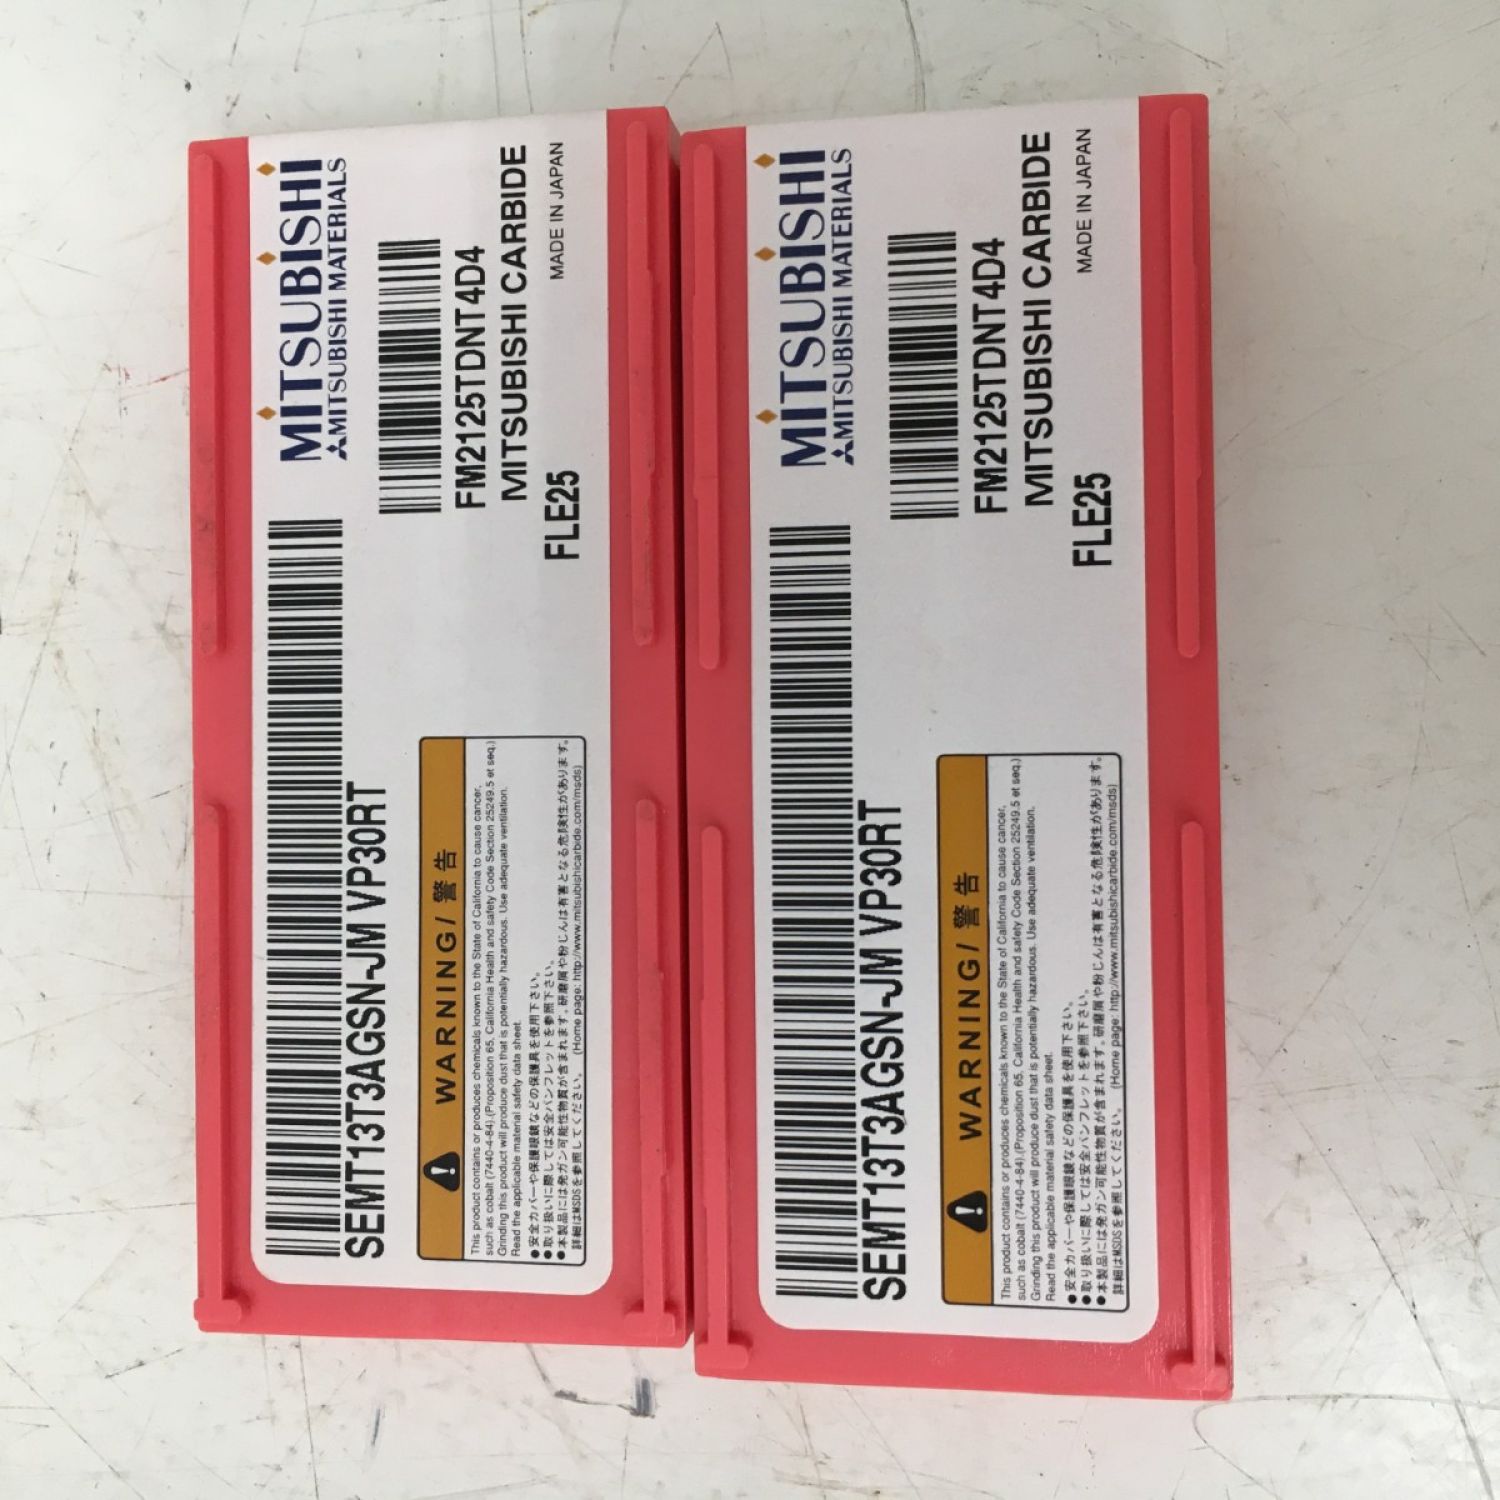 MITSUBISHI
MITSUBISHI MATERIALS
FM2125TDNT4D4
MITSUBISHI CARBIDE
MADE IN JAPAN
FLE25
SEMT13T3AGSN-JM VP30RT
WARNING/警告
This product contains or produces chemicals known to the State of California to cause cancer,
such as cobalt (7440-4-84).(Proposition 65, California Health and safety Code Section 25249.5 et seq.)
Grinding this product will produce dust that is potentially hazardous. Use adequate ventilation.
Read the applicable material safety data sheet.
●安全カバーや保護眼鏡などの保護具を使用下さい。
●取り扱いに際しては安全パンフレットを参照下さい。
●本製品には発ガン可能性物質が含まれます。研磨屑や粉じんは有害となる危険性があります。
詳細はMSDSを参照してください。 (Home page: http://www.mitsubishicarbide.com/msds)
MITSUBISHI
MITSUBISHI MATERIALS
FM2125TDNT4D4
MITSUBISHI CARBIDE
MADE IN JAPAN
FLE25
SEMT13T3AGSN-JM VP30RT
WARNING/警告
This product contains or produces chemicals known to the State of California to cause cancer,
such as cobalt (7440-4-84).(Proposition 65, California Health and safety Code Section 25249.5 et seq.)
Grinding this product will produce dust that is potentially hazardous. Use adequate ventilation.
Read the applicable material safety data sheet.
●安全カバーや保護眼鏡などの保護具を使用下さい。
●取り扱いに際しては安全パンフレットを参照下さい。
●本製品には発ガン可能性物質が含まれます。研磨屑や粉じんは有害となる危険性があります。
詳細はMSDSを参照してください。 (Home page: http://www.mitsubishicarbide.com/msds)